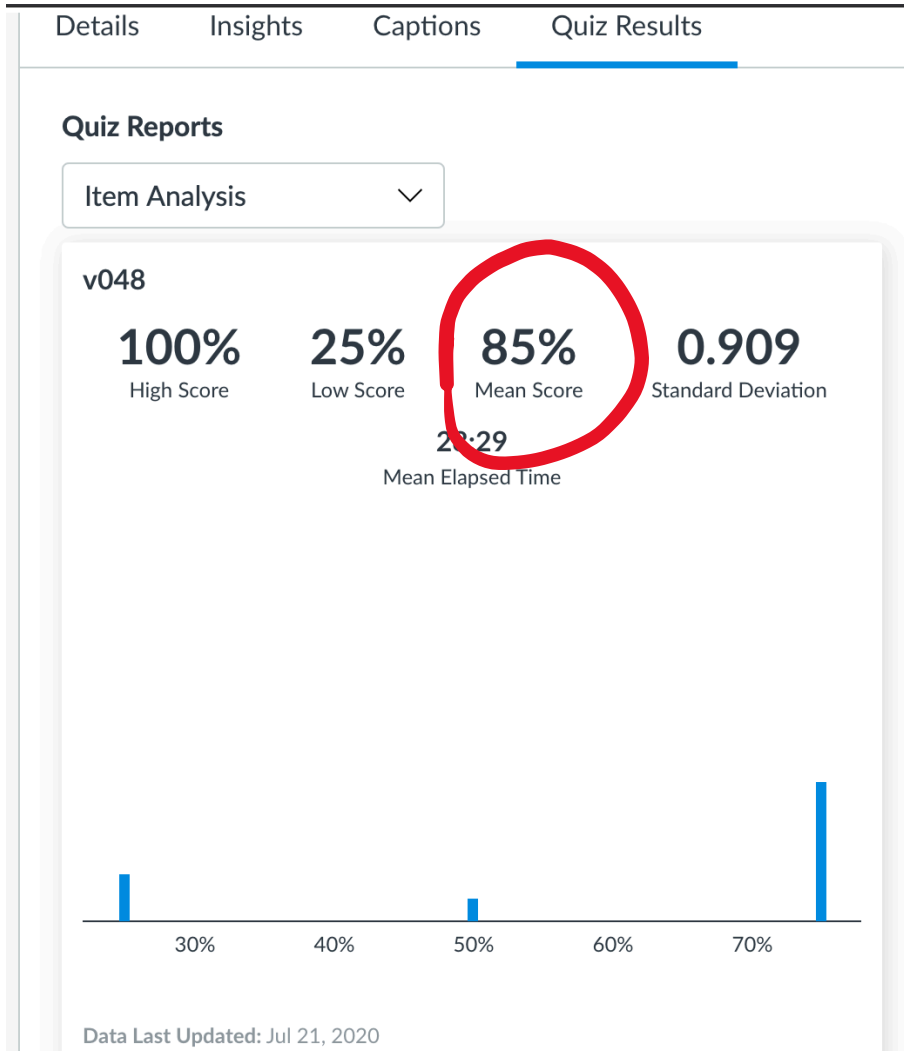 Details Insights Captions Quiz Results
Quiz Reports
Item Analysis
v048
100% 25% 85% 0.909
High Score Low Score Mean Score Standard Deviation
:29
Mean Elapsed Time
30% 40% 50% 60% 70%
Data Last Updated: Jul 21, 2020